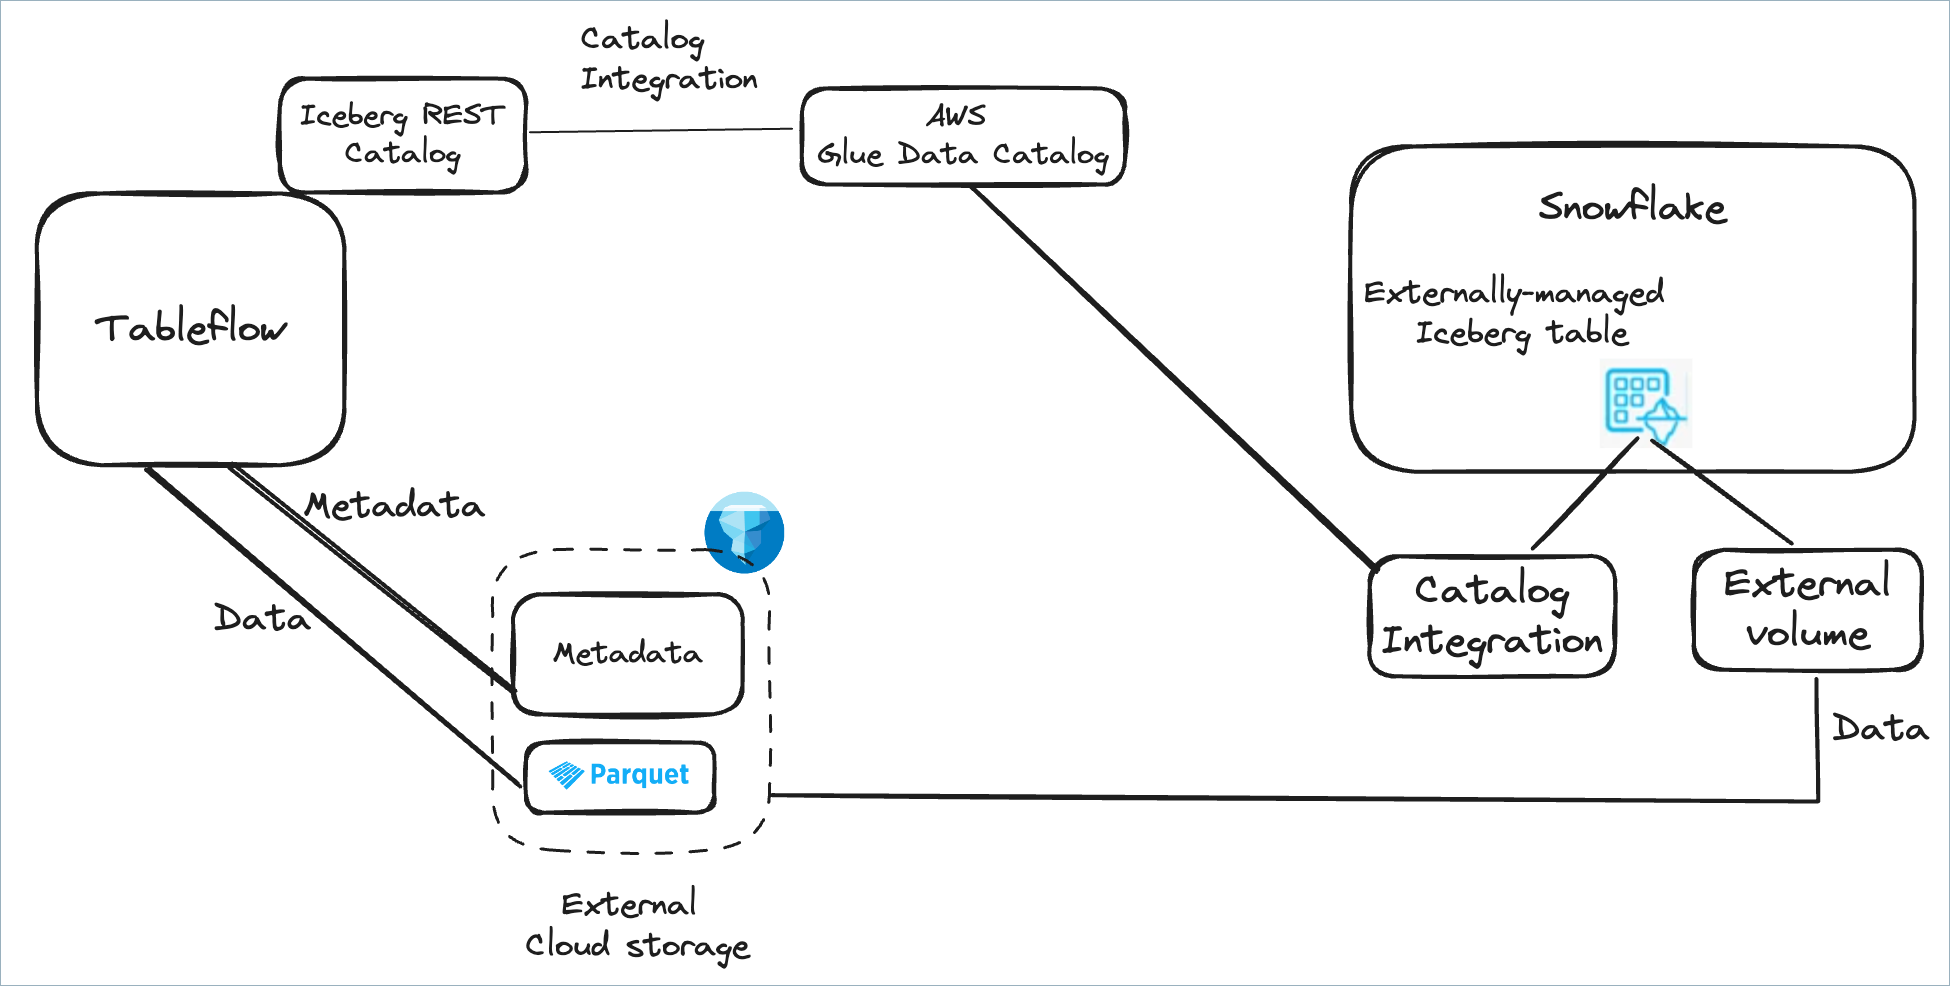 Catalog
Integration
Iceberg REST
Catalog
AWS
Glue Data Catalog
Snowflake
Externally-managed
Iceberg table
Tableflow
Metadata
Data
Metadata
Parquet
External
Cloud storage
Catalog
Integration
External
volume
Data